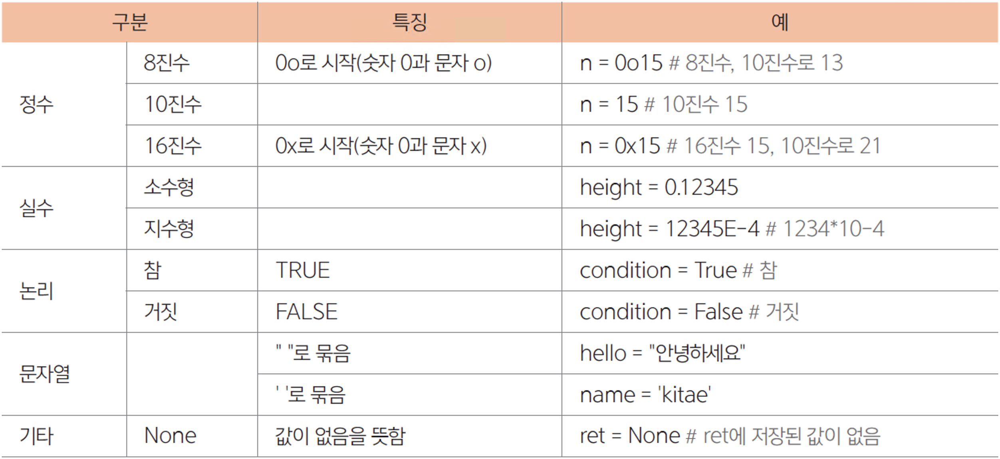 구분 특징 예
정수 8진수 0o로 시작(숫자 0과 문자 o) n = 0o15 # 8진수, 10진수로 13
10진수 n = 15 # 10진수 15
16진수 0x로 시작(숫자 0과 문자 x) n = 0x15 # 16진수 15, 10진수로 21
실수 소수형 height = 0.12345
지수형 height = 12345E-4 # 1234*10-4
논리 참 TRUE condition = True # 참
거짓 FALSE condition = False # 거짓
문자열 " "로 묶음 hello = "안녕하세요"
' '로 묶음 name = 'kitae'
기타 None 값이 없음을 뜻함 ret = None # ret에 저장된 값이 없음